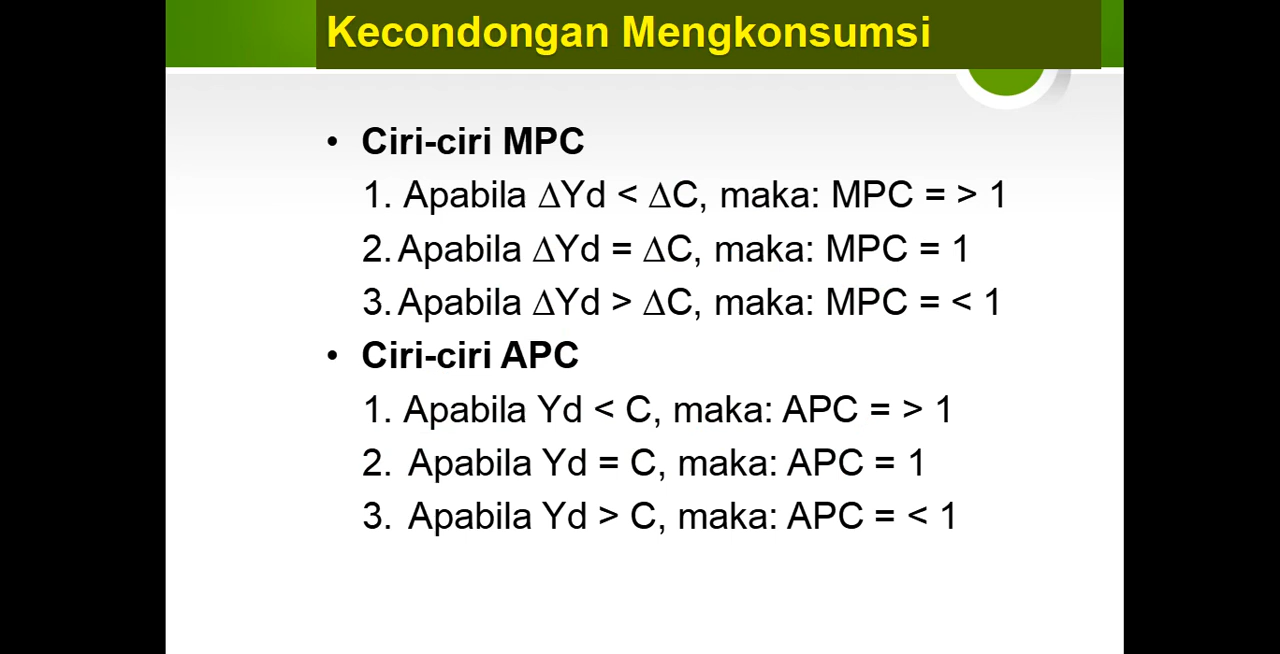 Kecondongan Mengkonsumsi
• Ciri-ciri MPC
1. Apabila ∆Yd < ∆C, maka: MPC = > 1
2. Apabila ∆Yd = ∆C, maka: MPC = 1
3. Apabila ∆Yd > ∆C, maka: MPC = < 1
• Ciri-ciri APC
1. Apabila Yd < C, maka: APC = > 1
2. Apabila Yd = C, maka: APC = 1
3. Apabila Yd > C, maka: APC = < 1